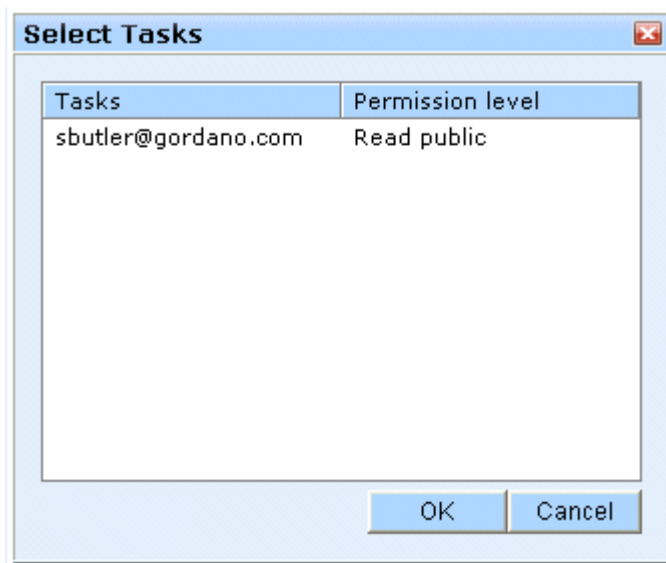 Select Tasks
Tasks Permission level
sbutler@gordano.com Read public
OK Cancel